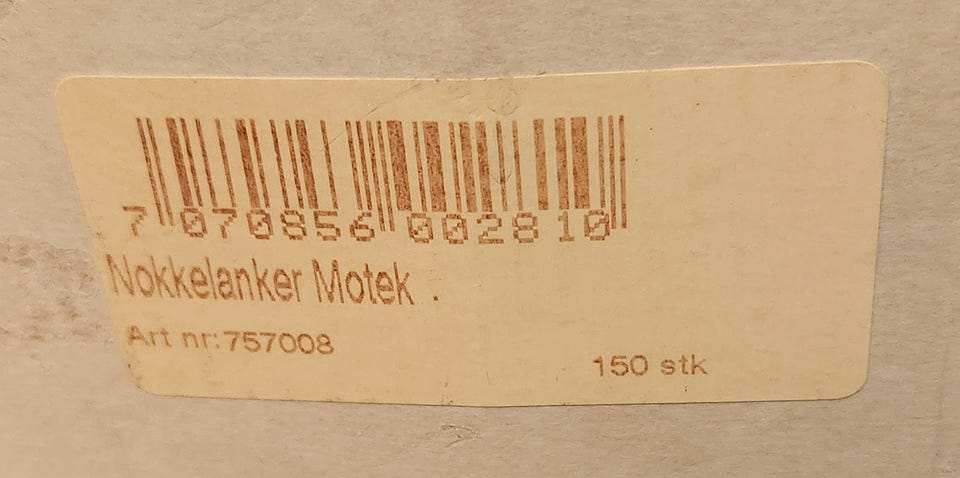 7 070856 002810
Nokkelanker Motek .
Art nr:757008
150 stk